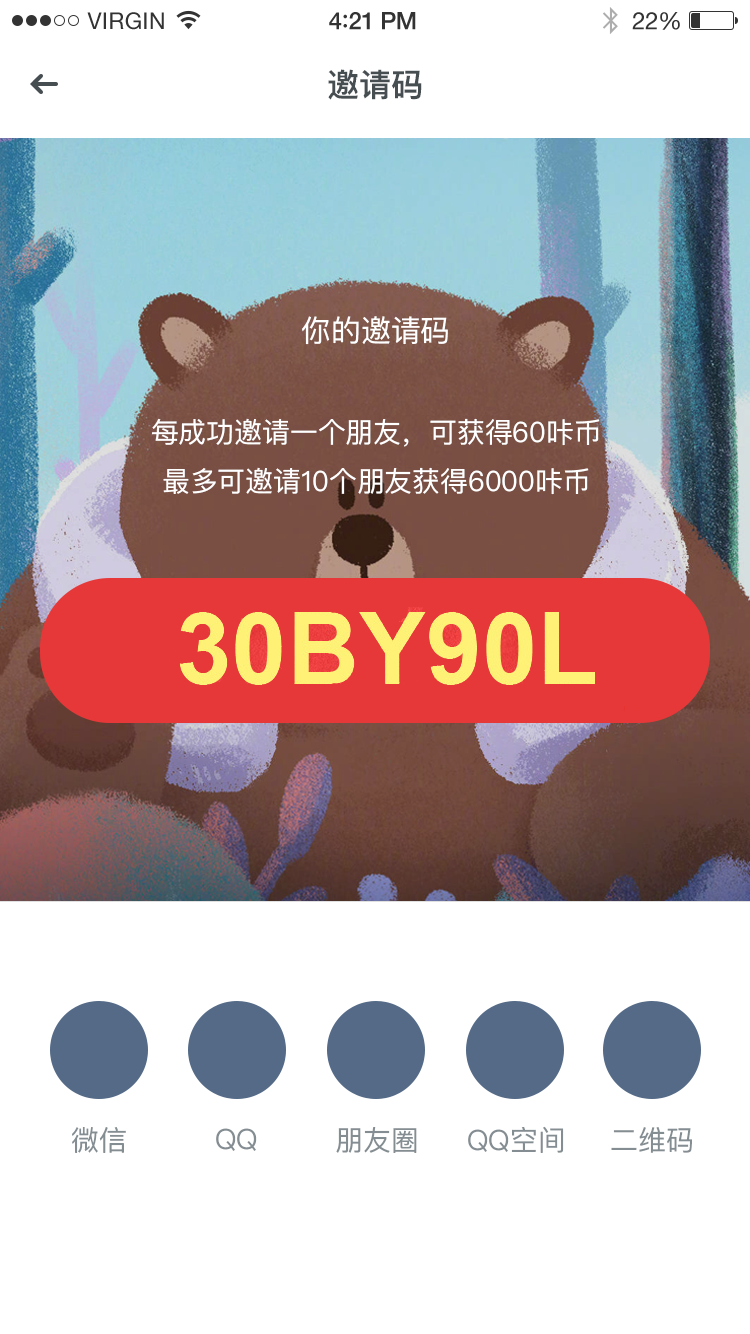 VIRGIN 4:21 PM 22%
邀请码
你的邀请码
每成功邀请一个朋友，可获得60咔币
最多可邀请10个朋友获得6000咔币
30BY90L
微信 QQ 朋友圈 QQ空间 二维码